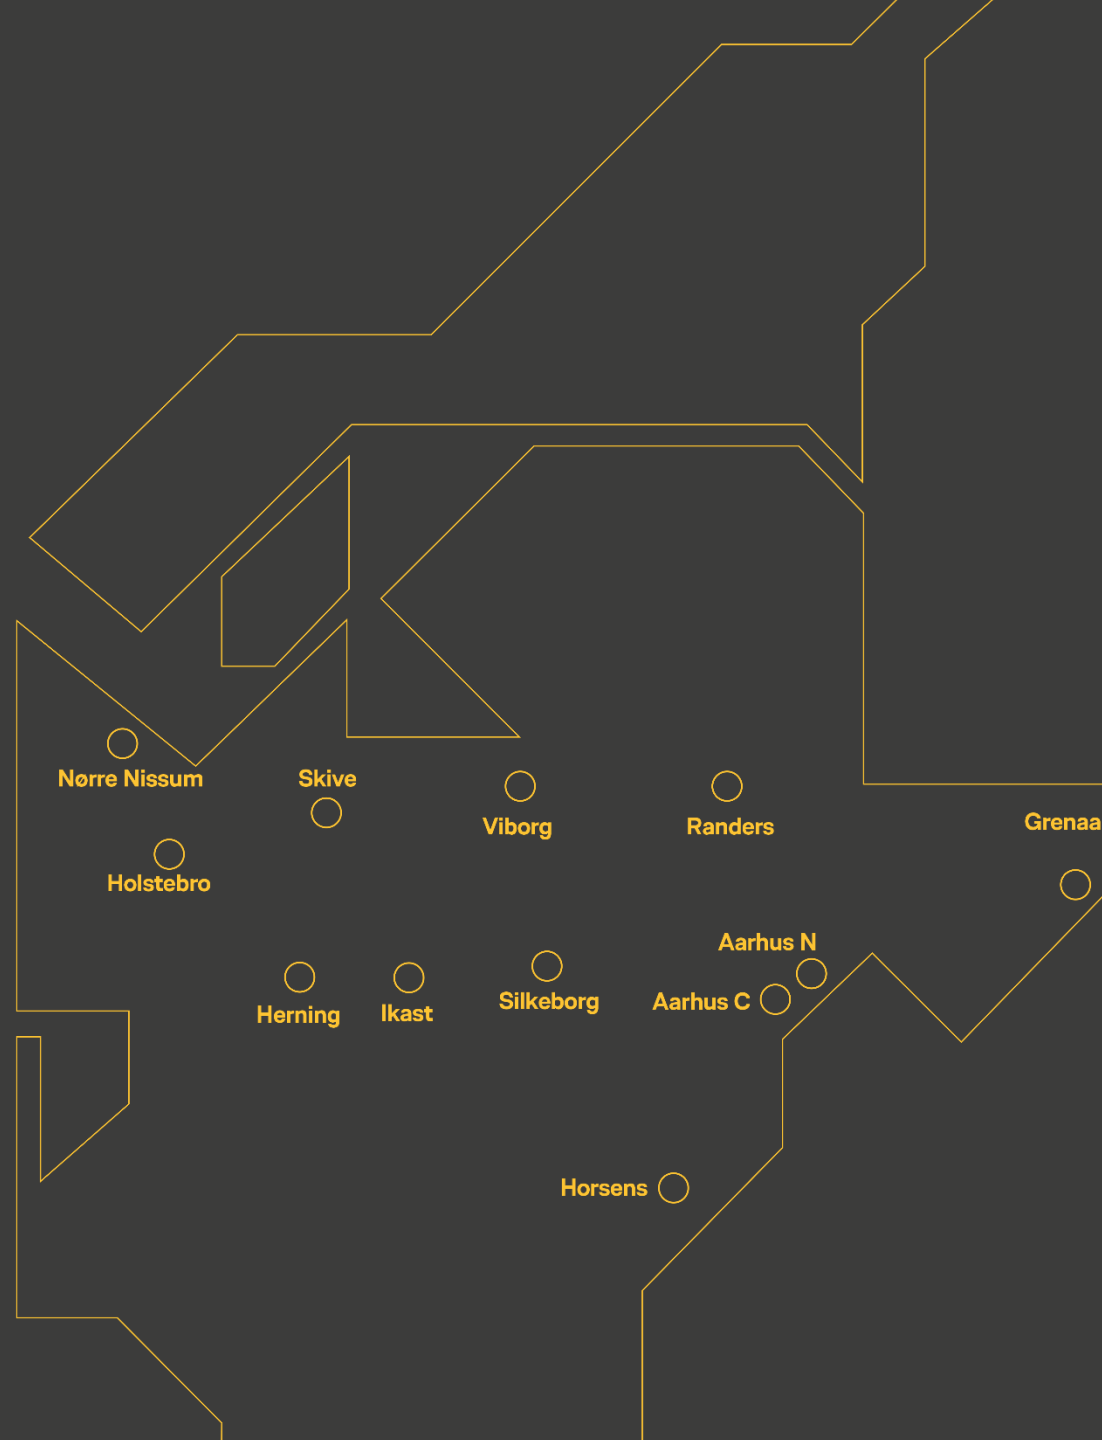 Nørre Nissum
Skive
Viborg
Randers
Grenaa
Holstebro
Aarhus N
Herning
Ikast
Silkeborg
Aarhus C
Horsens